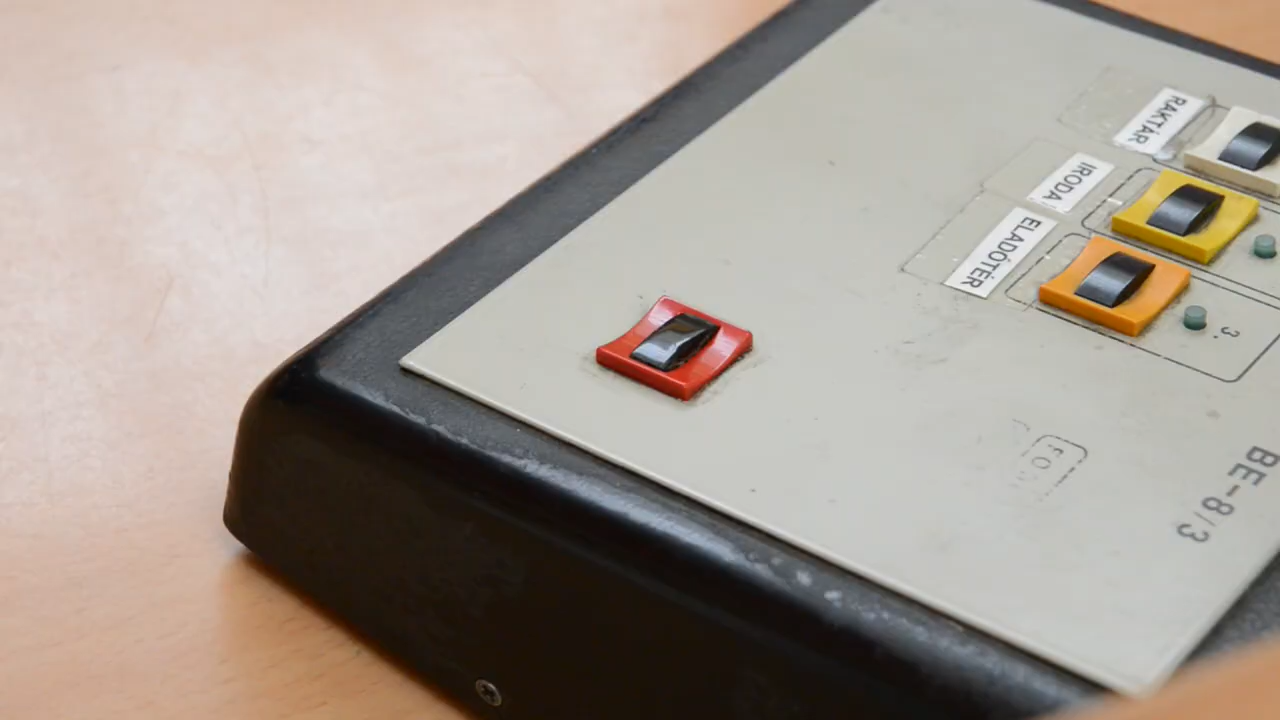 RAKTÁR
IRODA
ELADÓTÉR
3.
BE-8/3